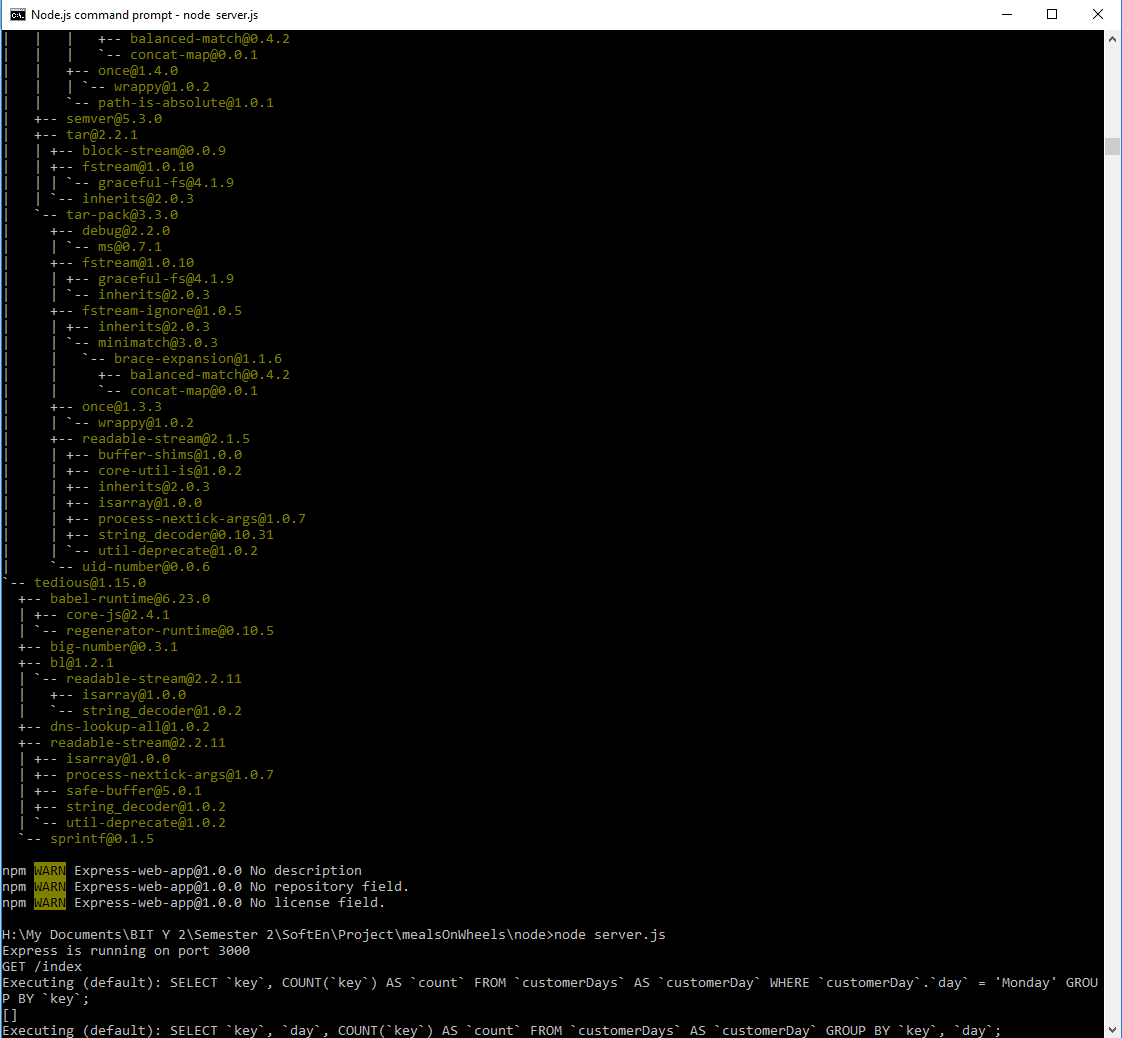 Node.js command prompt - node server.js
|   |   |   +-- balanced-match@0.4.2
|   |   |   `-- concat-map@0.0.1
|   |   +-- once@1.4.0
|   |   | `-- wrappy@1.0.2
|   |   `-- path-is-absolute@1.0.1
|   +-- semver@5.3.0
|   +-- tar@2.2.1
|   | +-- block-stream@0.0.9
|   | +-- fstream@1.0.10
|   | | `-- graceful-fs@4.1.9
|   | `-- inherits@2.0.3
|   `-- tar-pack@3.3.0
|     +-- debug@2.2.0
|     | `-- ms@0.7.1
|     +-- fstream@1.0.10
|     | +-- graceful-fs@4.1.9
|     | `-- inherits@2.0.3
|     +-- fstream-ignore@1.0.5
|     | +-- inherits@2.0.3
|     | `-- minimatch@3.0.3
|     |   `-- brace-expansion@1.1.6
|     |     +-- balanced-match@0.4.2
|     |     `-- concat-map@0.0.1
|     +-- once@1.3.3
|     | `-- wrappy@1.0.2
|     +-- readable-stream@2.1.5
|     | +-- buffer-shims@1.0.0
|     | +-- core-util-is@1.0.2
|     | +-- inherits@2.0.3
|     | +-- isarray@1.0.0
|     | +-- process-nextick-args@1.0.7
|     | +-- string_decoder@0.10.31
|     | `-- util-deprecate@1.0.2
|     `-- uid-number@0.0.6
`-- tedious@1.15.0
  +-- babel-runtime@6.23.0
  | +-- core-js@2.4.1
  | `-- regenerator-runtime@0.10.5
  +-- big-number@0.3.1
  +-- bl@1.2.1
  | `-- readable-stream@2.2.11
  |   +-- isarray@1.0.0
  |   `-- string_decoder@1.0.2
  +-- dns-lookup-all@1.0.2
  +-- readable-stream@2.2.11
  | +-- isarray@1.0.0
  | +-- process-nextick-args@1.0.7
  | +-- safe-buffer@5.0.1
  | +-- string_decoder@1.0.2
  | `-- util-deprecate@1.0.2
  `-- sprintf@0.1.5
npm WARN Express-web-app@1.0.0 No description
npm WARN Express-web-app@1.0.0 No repository field.
npm WARN Express-web-app@1.0.0 No license field.
H:\My Documents\BIT Y 2\Semester 2\SoftEn\Project\mealsOnWheels\node>node server.js
Express is running on port 3000
GET /index
Executing (default): SELECT `key`, COUNT(`key`) AS `count` FROM `customerDays` AS `customerDay` WHERE `customerDay`.`day` = 'Monday' GROU
P BY `key`;
[]
Executing (default): SELECT `key`, `day`, COUNT(`key`) AS `count` FROM `customerDays` AS `customerDay` GROUP BY `key`, `day`;